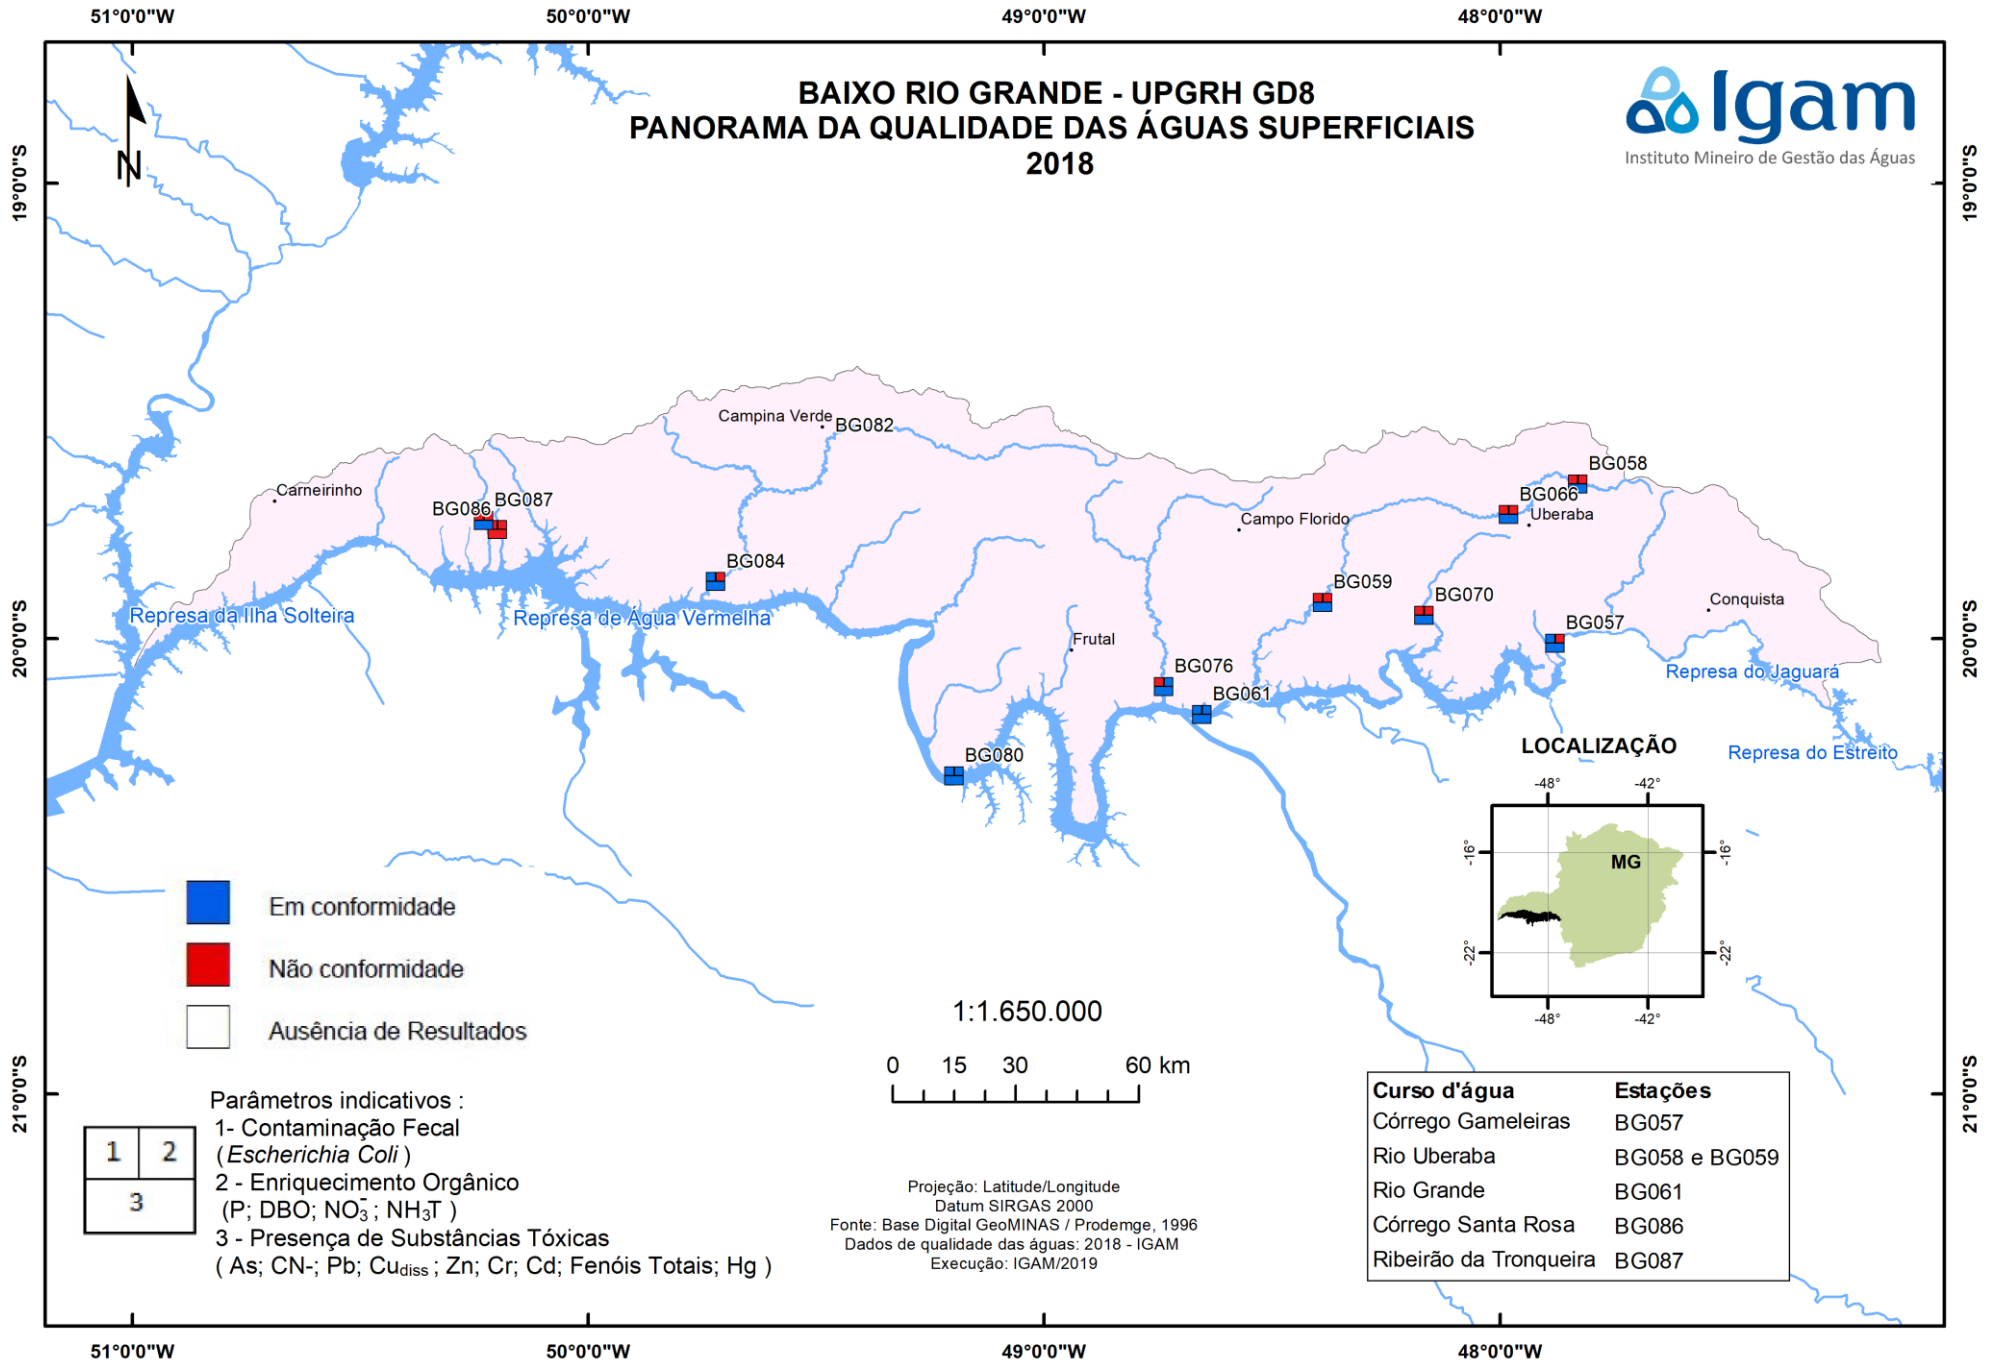 51°0'0"W
50°0'0"W
49°0'0"W
48°0'0"W
BAIXO RIO GRANDE - UPGRH GD8
PANORAMA DA QUALIDADE DAS ÁGUAS SUPERFICIAIS
2018
Igam
Instituto Mineiro de Gestão das Águas
N
19°0'0"S
19°0'0"S
Campina Verde
BG082
BG058
Carneirinho
BG087
BG086
BG066
Uberaba
Campo Florido
BG084
BG059
BG070
Conquista
BG057
Represa da Ilha Solteira
Represa de Água Vermelha
20°0'0"S
20°0'0"S
Frutal
BG076
BG061
Represa do Jaguará
BG080
Represa do Estreito
LOCALIZAÇÃO
-48°
-42°
-16°
-16°
MG
-22°
-22°
-48°
-42°
Em conformidade
Não conformidade
Ausência de Resultados
1:1.650.000
0 15 30 60 km
21°0'0"S
21°0'0"S
Parâmetros indicativos :
1- Contaminação Fecal
(Escherichia Coli )
2 - Enriquecimento Orgânico
(P; DBO; NO₃⁻; NH₃T )
3 - Presença de Substâncias Tóxicas
( As; CN-; Pb; Cudiss ; Zn; Cr; Cd; Fenóis Totais; Hg )
1 2
3
Projeção: Latitude/Longitude
Datum SIRGAS 2000
Fonte: Base Digital GeoMINAS / Prodemge, 1996
Dados de qualidade das águas: 2018 - IGAM
Execução: IGAM/2019
Curso d'água Estações
Córrego Gameleiras BG057
Rio Uberaba BG058 e BG059
Rio Grande BG061
Córrego Santa Rosa BG086
Ribeirão da Tronqueira BG087
51°0'0"W
50°0'0"W
49°0'0"W
48°0'0"W